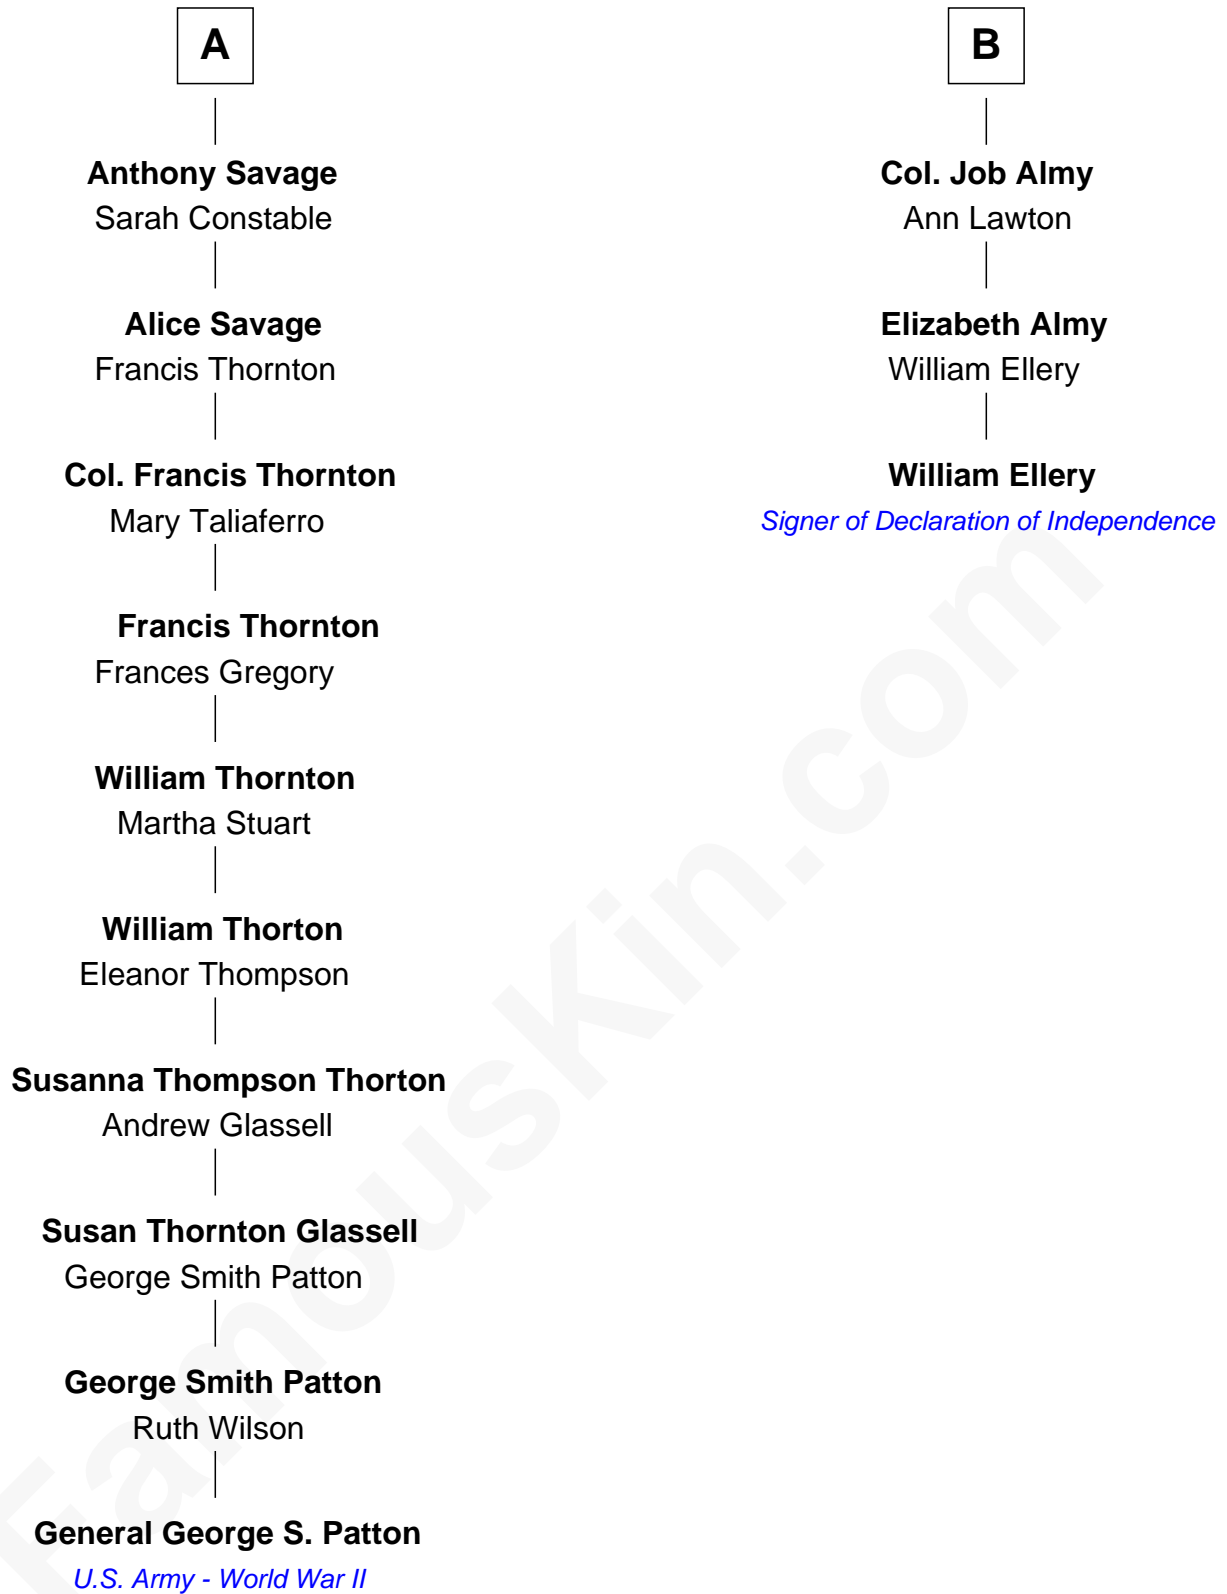 A
Anthony Savage
Sarah Constable
Alice Savage
Francis Thornton
Col. Francis Thornton
Mary Taliaferro
Francis Thornton
Frances Gregory
William Thornton
Martha Stuart
William Thorton
Eleanor Thompson
Susanna Thompson Thorton
Andrew Glassell
Susan Thornton Glassell
George Smith Patton
George Smith Patton
Ruth Wilson
General George S. Patton
U.S. Army - World War II
B
Col. Job Almy
Ann Lawton
Elizabeth Almy
William Ellery
William Ellery
Signer of Declaration of Independence
FamousKin.com